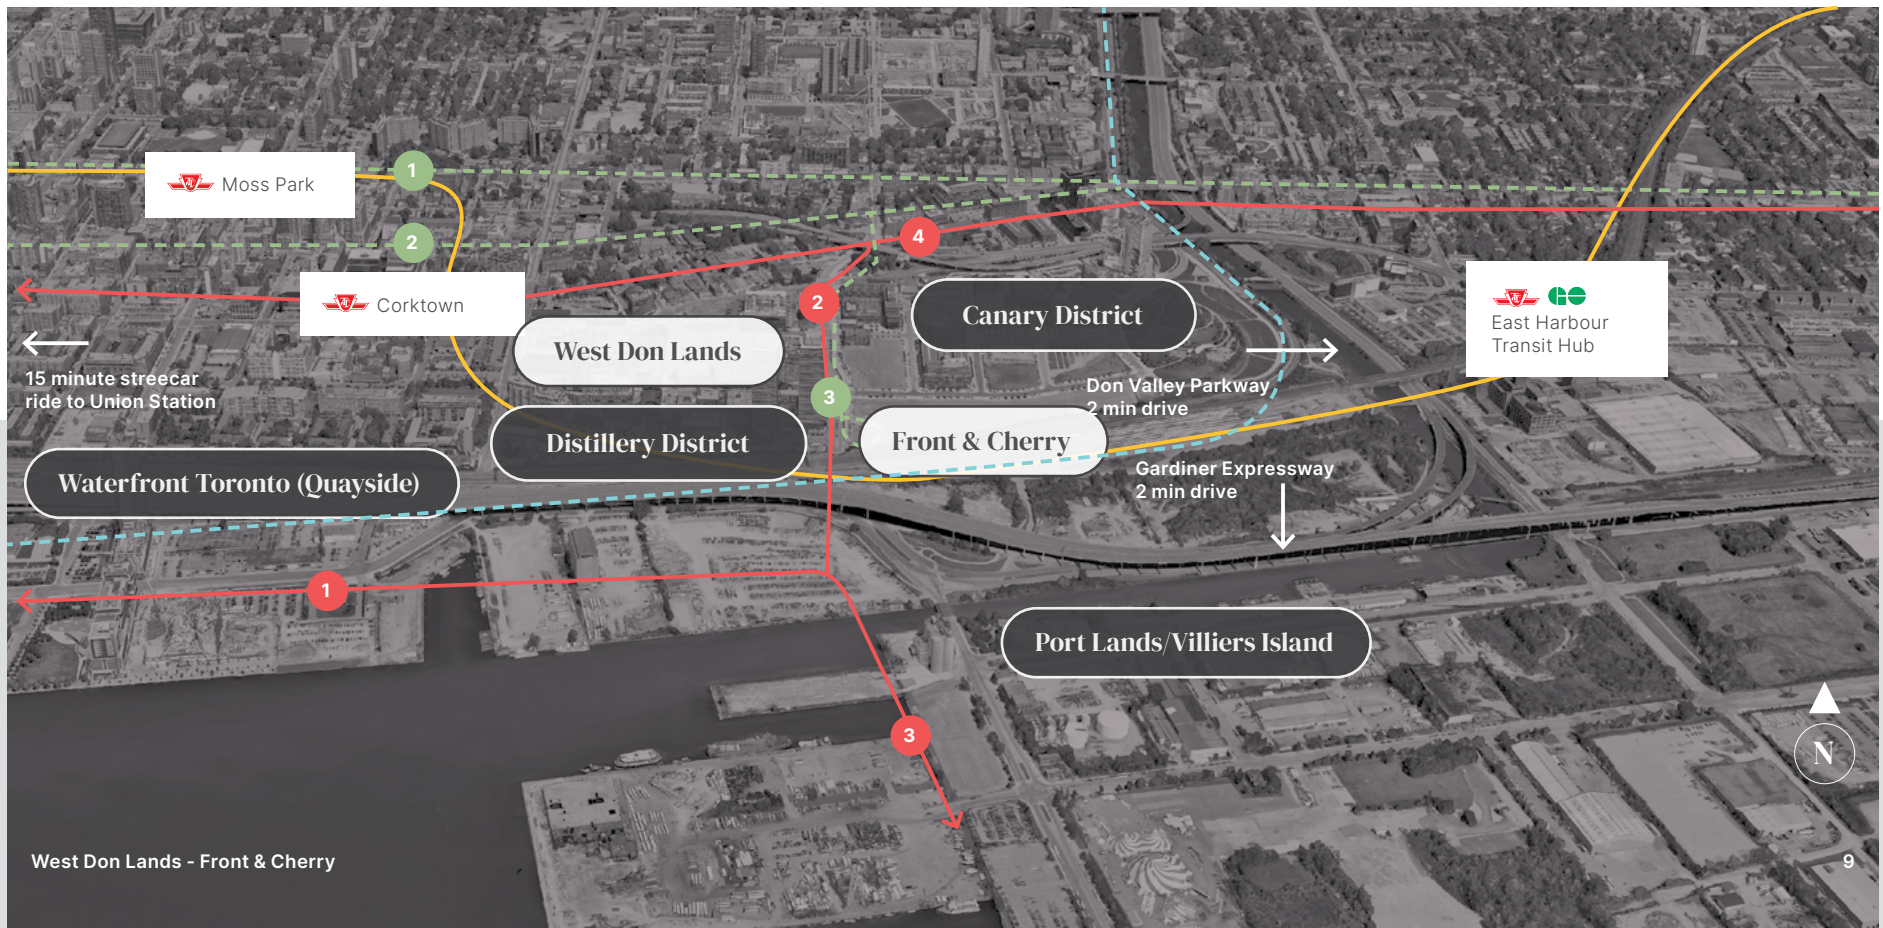 1
Moss Park
2
4
Corktown
2
Canary District
East Harbour
Transit Hub
West Don Lands
15 minute streecar
ride to Union Station
Don Valley Parkway
2 min drive
3
Distillery District
Front & Cherry
Waterfront Toronto (Quayside)
Gardiner Expressway
2 min drive
1
Port Lands/Villiers Island
3
N
West Don Lands - Front & Cherry
9